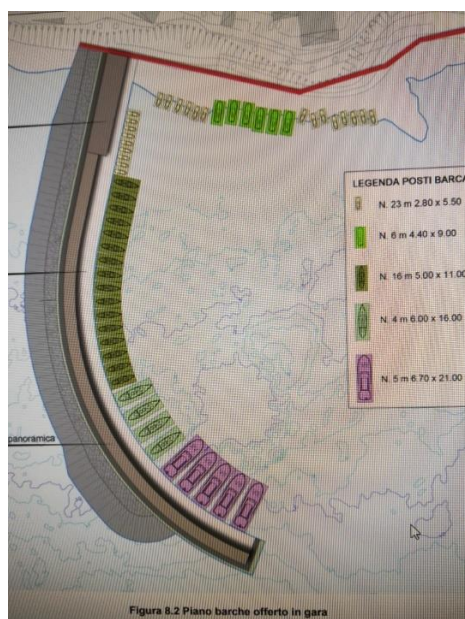 LEGENDA POSTI BARCA
N. 23 m 2.80 x 5.50
N. 6 m 4.40 x 9.00
N. 16 m 5.00 x 11.00
N. 4 m 6.00 x 16.00
N. 5 m 6.70 x 21.00
panoramica
Figura 8.2 Piano barche offerto in gara